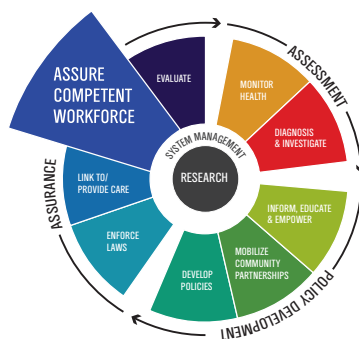 ASSURE
COMPETENT
WORKFORCE
EVALUATE
MONITOR
HEALTH
ASSESSMENT
DIAGNOSIS
& INVESTIGATE
SYSTEM MANAGEMENT
RESEARCH
LINK TO/
PROVIDE CARE
ASSURANCE
ENFORCE
LAWS
INFORM, EDUCATE
& EMPOWER
MOBILIZE
COMMUNITY
PARTNERSHIPS
DEVELOP
POLICIES
POLICY DEVELOPMENT